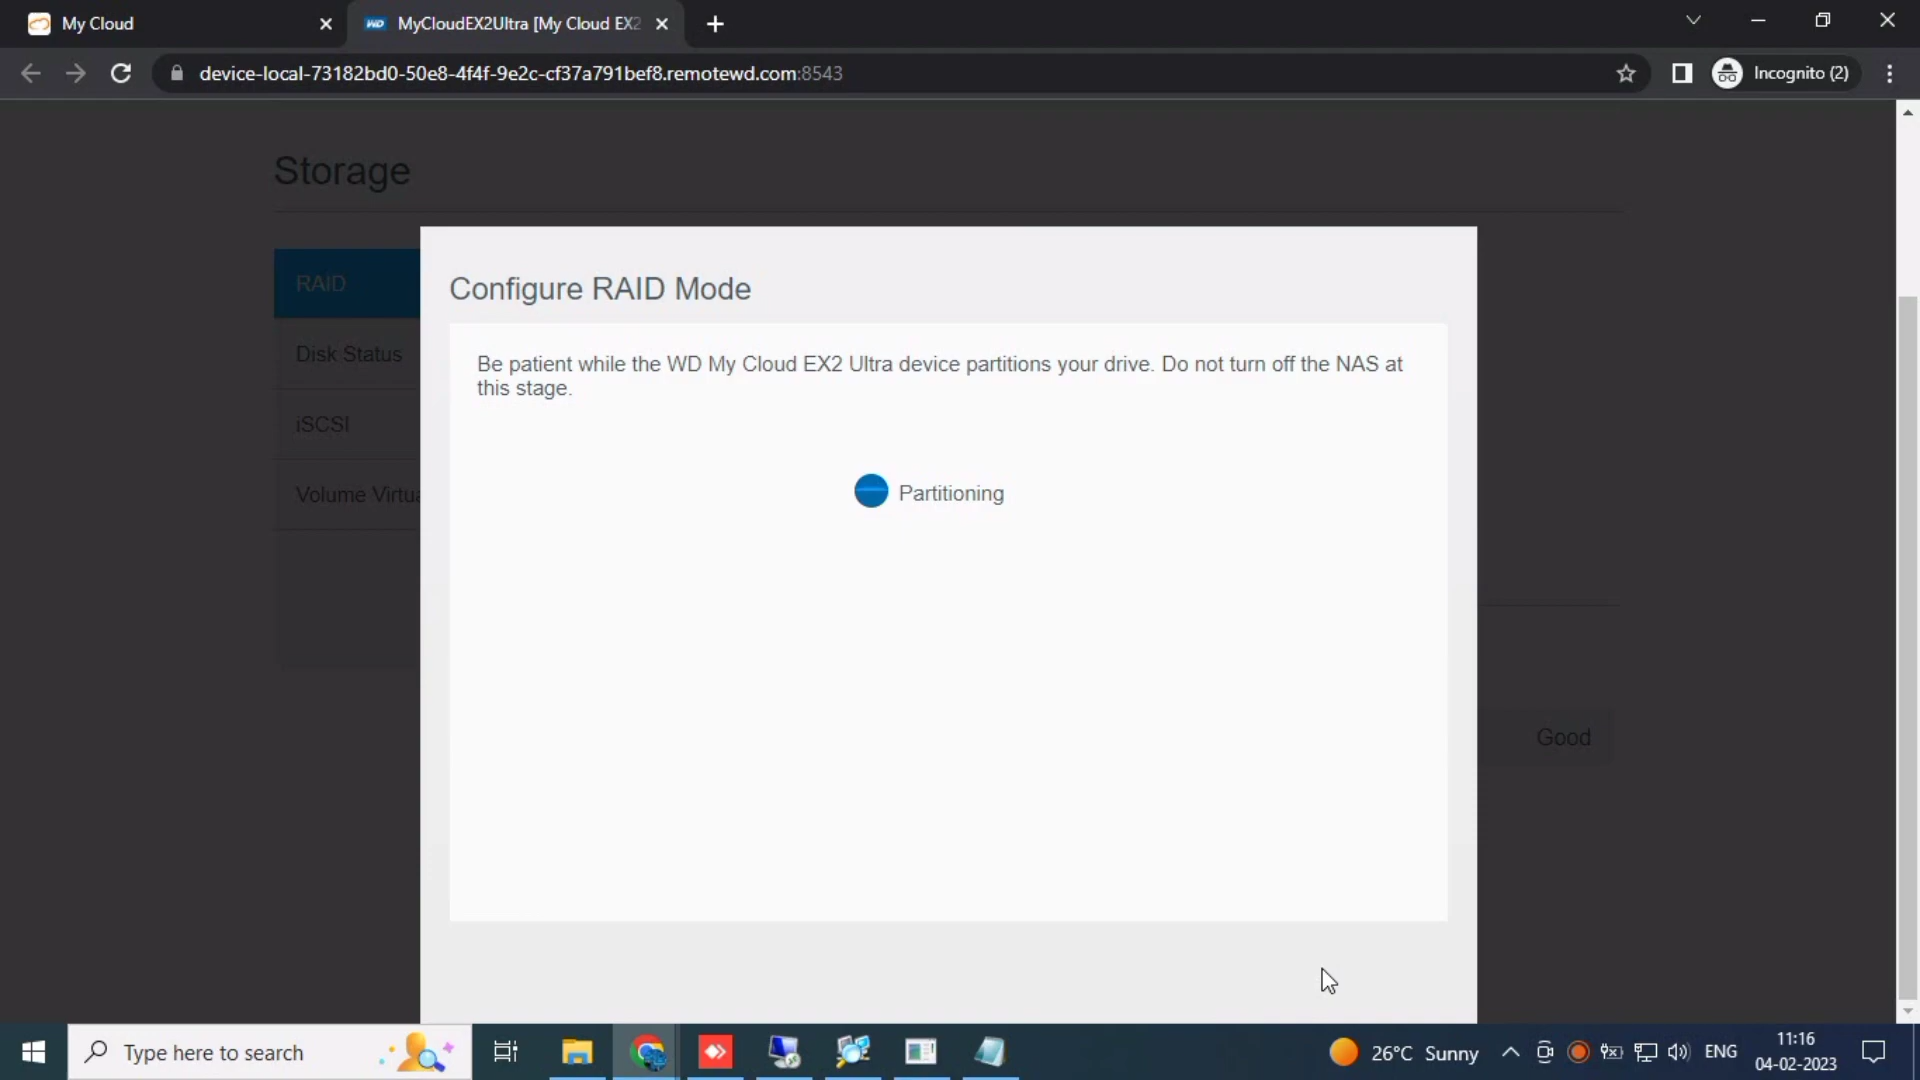 My Cloud
WD MyCloudEX2Ultra [My Cloud EX2
device-local-73182bd0-50e8-4f4f-9e2c-cf37a791bef8.remotewd.com:8543
Incognito (2)
Storage
RAID
Disk Status
iSCSI
Volume Virtua
Configure RAID Mode
Be patient while the WD My Cloud EX2 Ultra device partitions your drive. Do not turn off the NAS at
this stage.
Partitioning
Good
Type here to search
26°C Sunny
ENG
11:16
04-02-2023